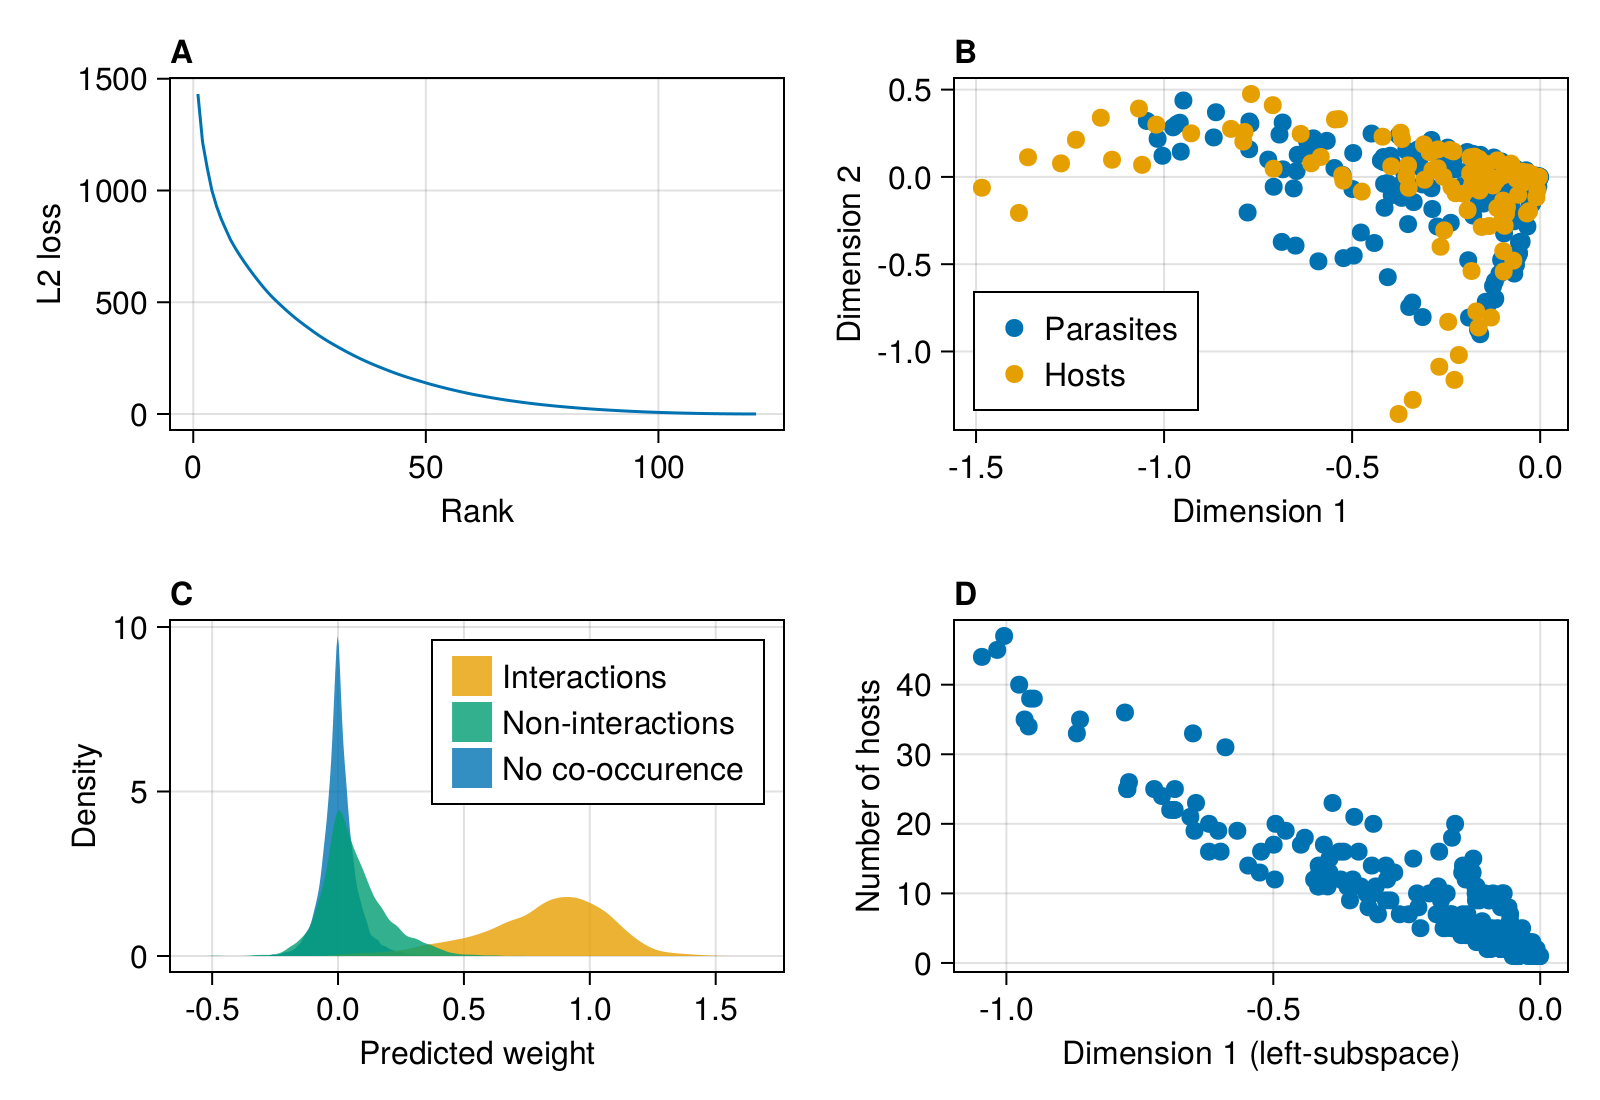 A
1500
1000
500
0
L2 loss
0 50 100
Rank
B
0.5
0.0
-0.5
-1.0
Dimension 2
Parasites
Hosts
-1.5 -1.0 -0.5 0.0
Dimension 1
C
10
5
0
Density
Interactions
Non-interactions
No co-occurence
-0.5 0.0 0.5 1.0 1.5
Predicted weight
D
40
30
20
10
0
Number of hosts
-1.0 -0.5 0.0
Dimension 1 (left-subspace)